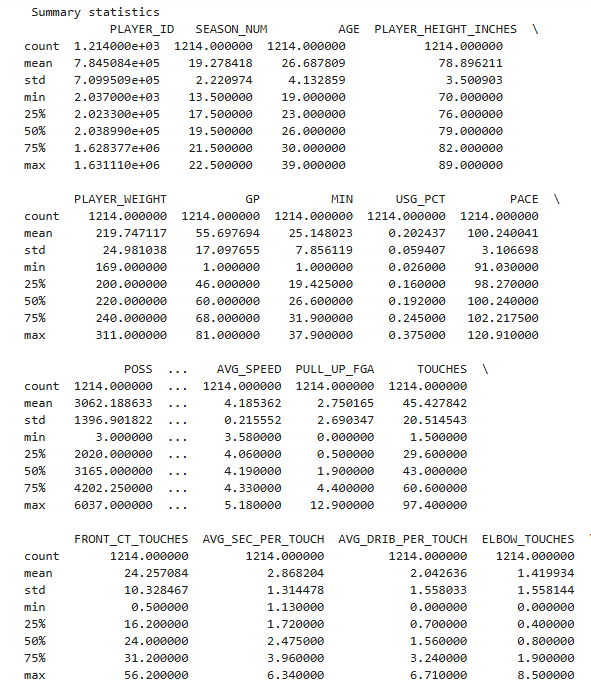 Summary statistics
PLAYER_ID SEASON_NUM AGE PLAYER_HEIGHT_INCHES \
count 1.214000e+03 1214.000000 1214.000000 1214.000000
mean 7.845084e+05 19.278418 26.687809 78.896211
std 7.099509e+05 2.220974 4.132859 3.500903
min 2.037000e+03 13.500000 19.000000 70.000000
25% 2.023300e+05 17.500000 23.000000 76.000000
50% 2.038990e+05 19.500000 26.000000 79.000000
75% 1.628377e+06 21.500000 30.000000 82.000000
max 1.631110e+06 22.500000 39.000000 89.000000
PLAYER_WEIGHT GP MIN USG_PCT PACE \
count 1214.000000 1214.000000 1214.000000 1214.000000 1214.000000
mean 219.747117 55.697694 25.148023 0.202437 100.240041
std 24.981038 17.097655 7.856119 0.059407 3.106698
min 169.000000 1.000000 1.000000 0.026000 91.030000
25% 200.000000 46.000000 19.425000 0.160000 98.270000
50% 220.000000 60.000000 26.600000 0.192000 100.240000
75% 240.000000 68.000000 31.900000 0.245000 102.217500
max 311.000000 81.000000 37.900000 0.375000 120.910000
POSS ... AVG_SPEED PULL_UP_FGA TOUCHES \
count 1214.000000 ... 1214.000000 1214.000000 1214.000000
mean 3062.188633 ... 4.185362 2.750165 45.427842
std 1396.901822 ... 0.215552 2.690347 20.514543
min 3.000000 ... 3.580000 0.000000 1.500000
25% 2020.000000 ... 4.060000 0.500000 29.600000
50% 3165.000000 ... 4.190000 1.900000 43.000000
75% 4202.250000 ... 4.330000 4.400000 60.600000
max 6037.000000 ... 5.180000 12.900000 97.400000
FRONT_CT_TOUCHES AVG_SEC_PER_TOUCH AVG_DRIB_PER_TOUCH ELBOW_TOUCHES
count 1214.000000 1214.000000 1214.000000 1214.000000
mean 24.257084 2.868204 2.042636 1.419934
std 10.328467 1.314478 1.558033 1.558144
min 0.500000 1.130000 0.000000 0.000000
25% 16.200000 1.720000 0.700000 0.400000
50% 24.000000 2.475000 1.560000 0.800000
75% 31.200000 3.960000 3.240000 1.900000
max 56.200000 6.340000 6.710000 8.500000